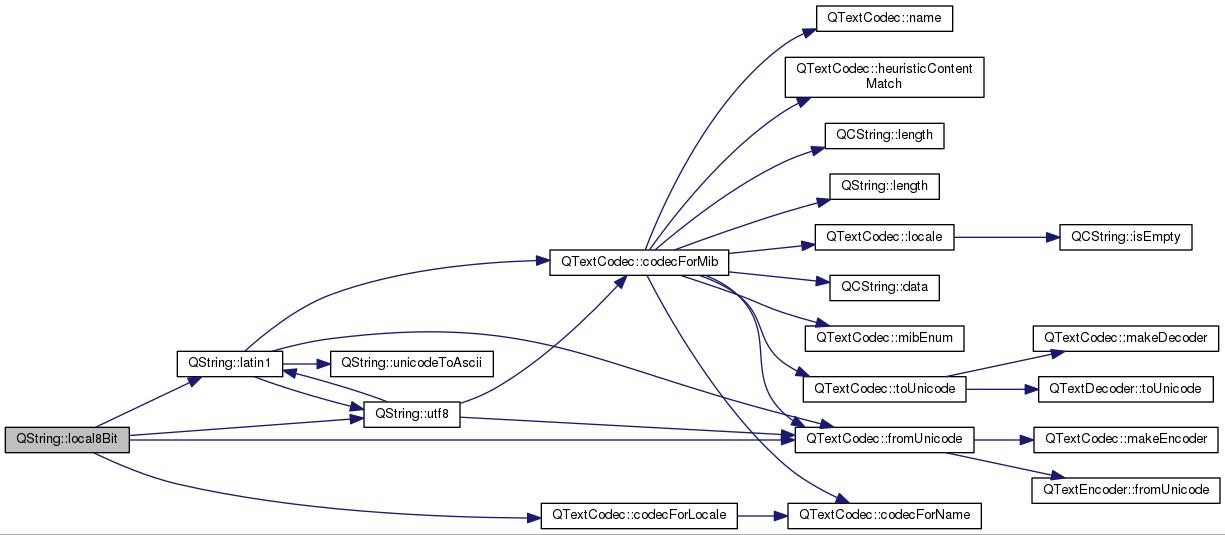 QTextCodec::name
QTextCodec::heuristicContent
Match
QCString::length
QString::length
QTextCodec::locale
QCString::isEmpty
QTextCodec::codecForMib
QCString::data
QTextCodec::mibEnum
QTextCodec::makeDecoder
QString::latin1
QString::unicodeToAscii
QTextCodec::toUnicode
QTextDecoder::toUnicode
QString::utf8
QString::local8Bit
QTextCodec::fromUnicode
QTextCodec::makeEncoder
QTextEncoder::fromUnicode
QTextCodec::codecForLocale
QTextCodec::codecForName